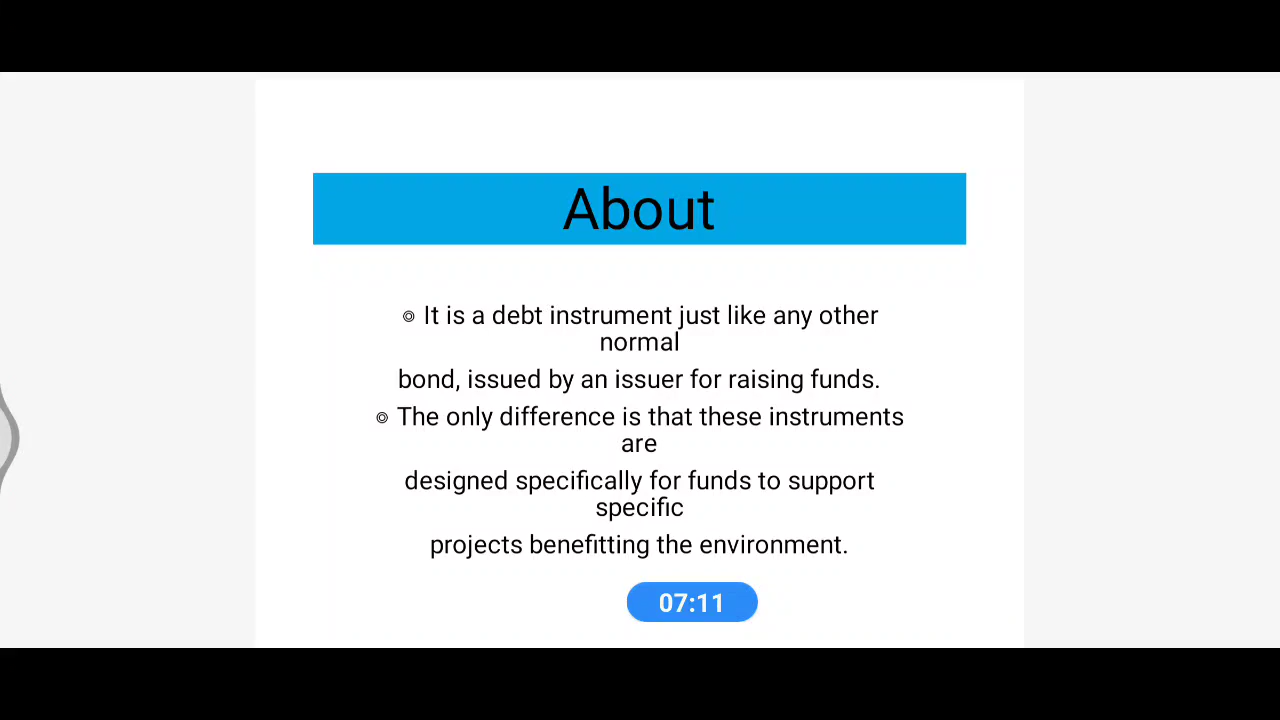 About
◎ It is a debt instrument just like any other
normal
bond, issued by an issuer for raising funds.
◎ The only difference is that these instruments
are
designed specifically for funds to support
specific
projects benefitting the environment.
07:11